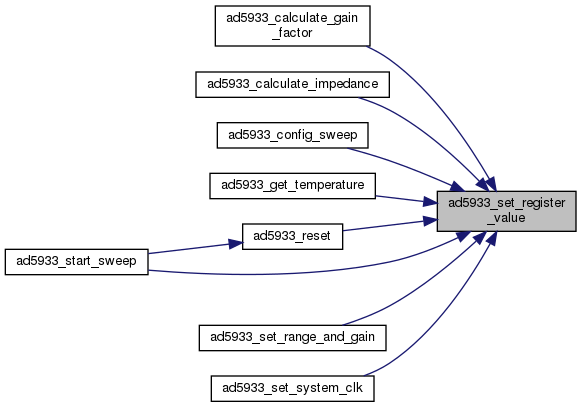 ad5933_calculate_gain
_factor
ad5933_calculate_impedance
ad5933_config_sweep
ad5933_get_temperature
ad5933_set_register
_value
ad5933_reset
ad5933_start_sweep
ad5933_set_range_and_gain
ad5933_set_system_clk